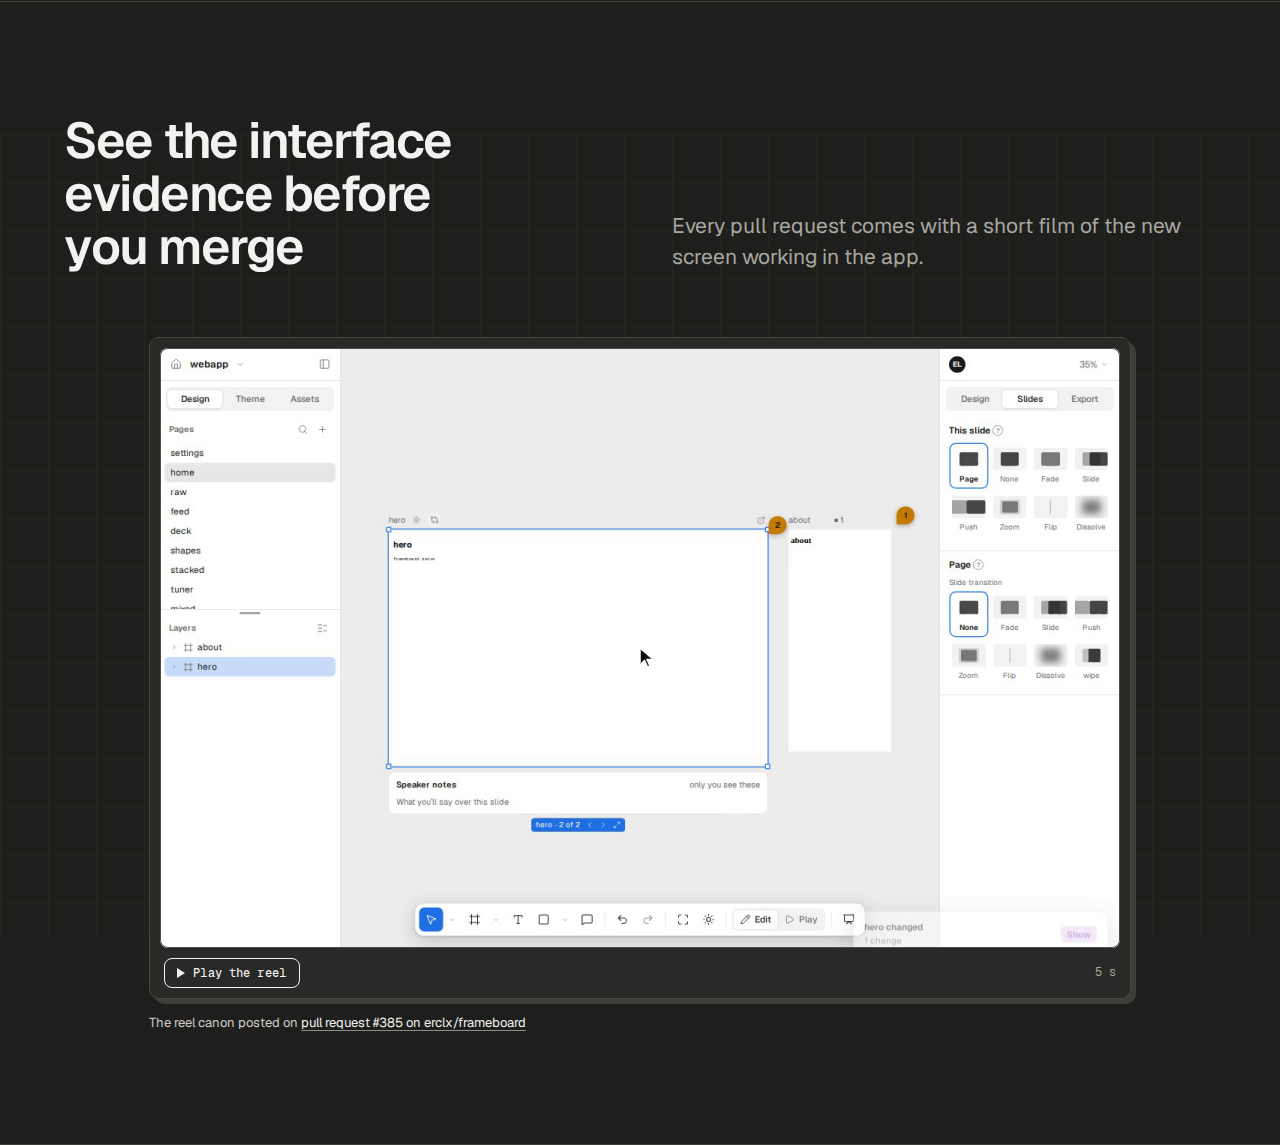 See the interface
evidence before
you merge
Every pull request comes with a short film of the new
screen working in the app.
webapp
Design Theme Assets
Pages
settings
home
raw
feed
deck
shapes
stacked
tuner
mixed
Layers
about
hero
hero
2
about
1
1
hero
frameboard serve
about
Speaker notes only you see these
What you'll say over this slide
hero - 2 of 2
Edit Play
EL 35%
Design Slides Export
This slide ?
Page None Fade Slide
Push Zoom Flip Dissolve
Page ?
Slide transition
None Fade Slide Push
Zoom Flip Dissolve wipe
hero changed
1 change
Show
Play the reel
5 s
The reel canon posted on pull request #385 on erclx/frameboard